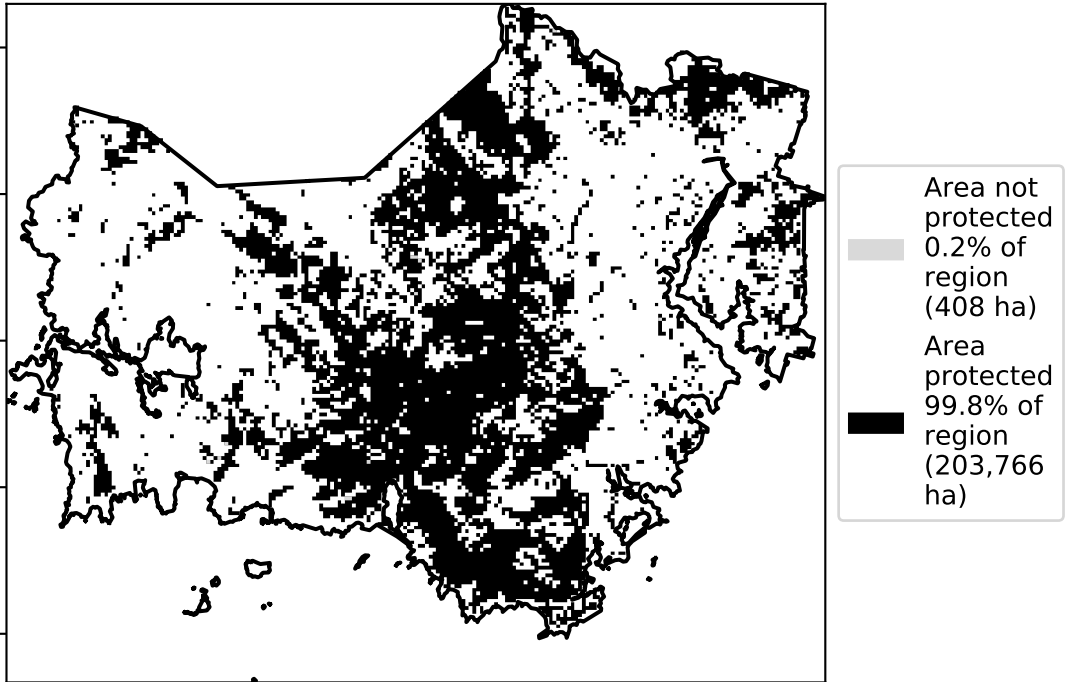 Area not
protected
0.2% of
region
(408 ha)
Area
protected
99.8% of
region
(203,766
ha)